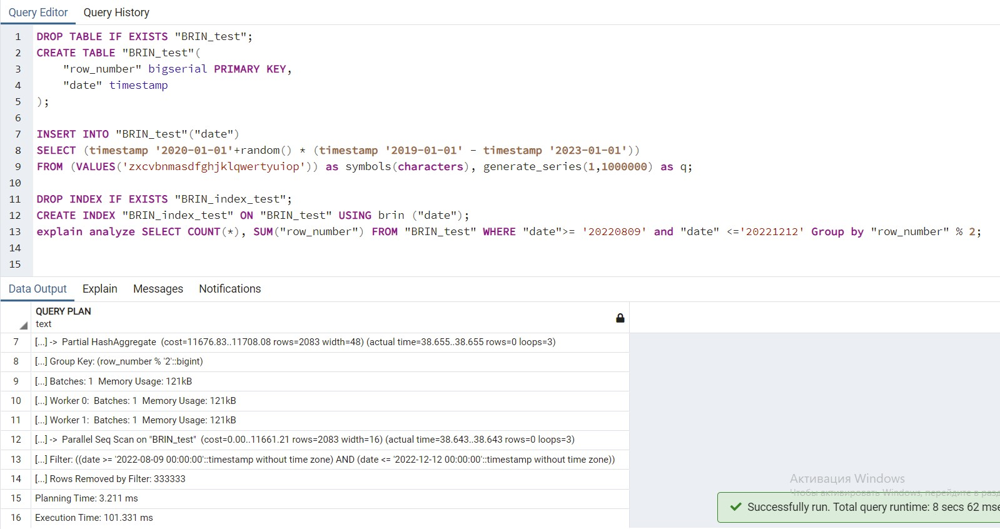 Query Editor Query History
1 DROP TABLE IF EXISTS "BRIN_test";
2 CREATE TABLE "BRIN_test"(
3 "row_number" bigserial PRIMARY KEY,
4 "date" timestamp
5 );
6
7 INSERT INTO "BRIN_test"("date")
8 SELECT (timestamp '2020-01-01'+random() * (timestamp '2019-01-01' - timestamp '2023-01-01'))
9 FROM (VALUES('zxcvbnmasdfghjklqwertyuiop')) as symbols(characters), generate_series(1,1000000) as q;
10
11 DROP INDEX IF EXISTS "BRIN_index_test";
12 CREATE INDEX "BRIN_index_test" ON "BRIN_test" USING brin ("date");
13 explain analyze SELECT COUNT(*), SUM("row_number") FROM "BRIN_test" WHERE "date">= '20220809' and "date" <='20221212' Group by "row_number" % 2;
14
15
Data Output Explain Messages Notifications
QUERY PLAN
text
7 [...] -> Partial HashAggregate (cost=11676.83..11708.08 rows=2083 width=48) (actual time=38.655..38.655 rows=0 loops=3)
8 [...] Group Key: (row_number % '2'::bigint)
9 [...] Batches: 1 Memory Usage: 121kB
10 [...] Worker 0: Batches: 1 Memory Usage: 121kB
11 [...] Worker 1: Batches: 1 Memory Usage: 121kB
12 [...] -> Parallel Seq Scan on "BRIN_test" (cost=0.00..11661.21 rows=2083 width=16) (actual time=38.643..38.643 rows=0 loops=3)
13 [...] Filter: ((date >= '2022-08-09 00:00:00'::timestamp without time zone) AND (date <= '2022-12-12 00:00:00'::timestamp without time zone))
14 [...] Rows Removed by Filter: 333333
15 Planning Time: 3.211 ms
16 Execution Time: 101.331 ms
Активация Windows
Чтобы активировать Windows, перейдите в разд
Successfully run. Total query runtime: 8 secs 62 mse